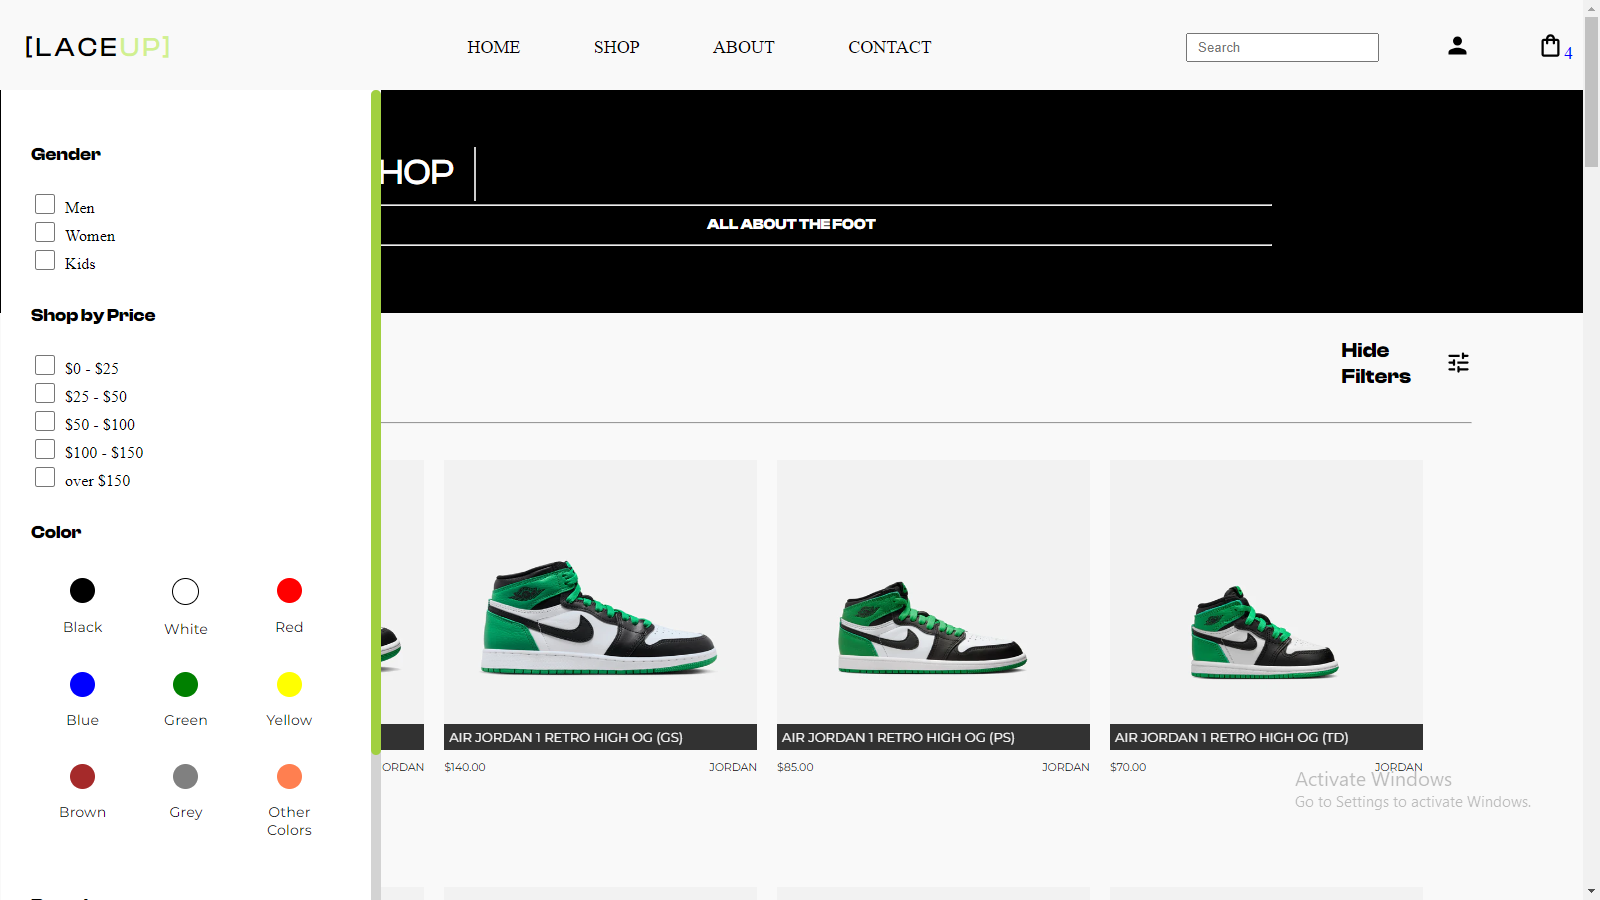 [LACEUP]
HOME
SHOP
ABOUT
CONTACT
Search
4
HOP
ALL ABOUT THE FOOT
Gender
Men
Women
Kids
Shop by Price
$0 - $25
$25 - $50
$50 - $100
$100 - $150
over $150
Color
Black
White
Red
Blue
Green
Yellow
Brown
Grey
Other
Colors
Hide
Filters
ORDAN
AIR JORDAN 1 RETRO HIGH OG (GS)
$140.00
JORDAN
AIR JORDAN 1 RETRO HIGH OG (PS)
$85.00
JORDAN
AIR JORDAN 1 RETRO HIGH OG (TD)
$70.00
JORDAN
Activate Windows
Go to Settings to activate Windows.